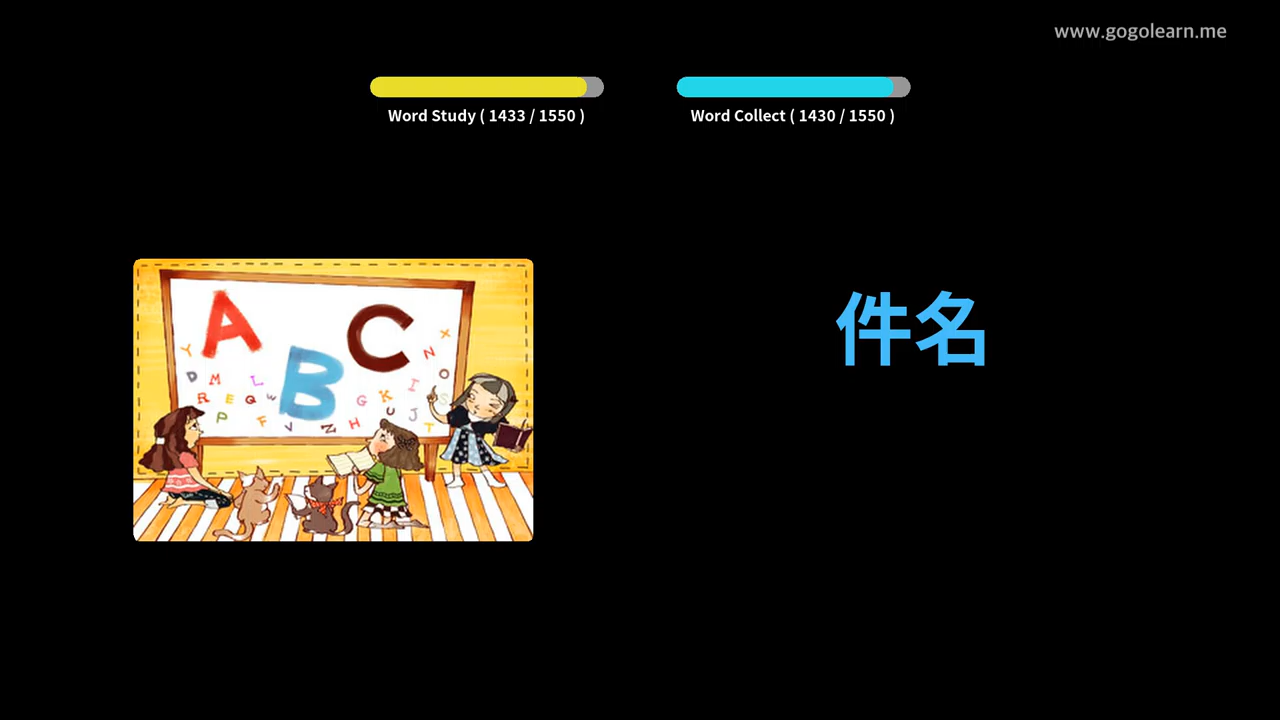 www.gogolearn.me
Word Study ( 1433 / 1550 )
Word Collect ( 1430 / 1550 )
件名
A
B
C
X
Y
N
D
M
L
O
R
E
Q
W
G
K
I
S
P
F
V
Z
H
U
J
T